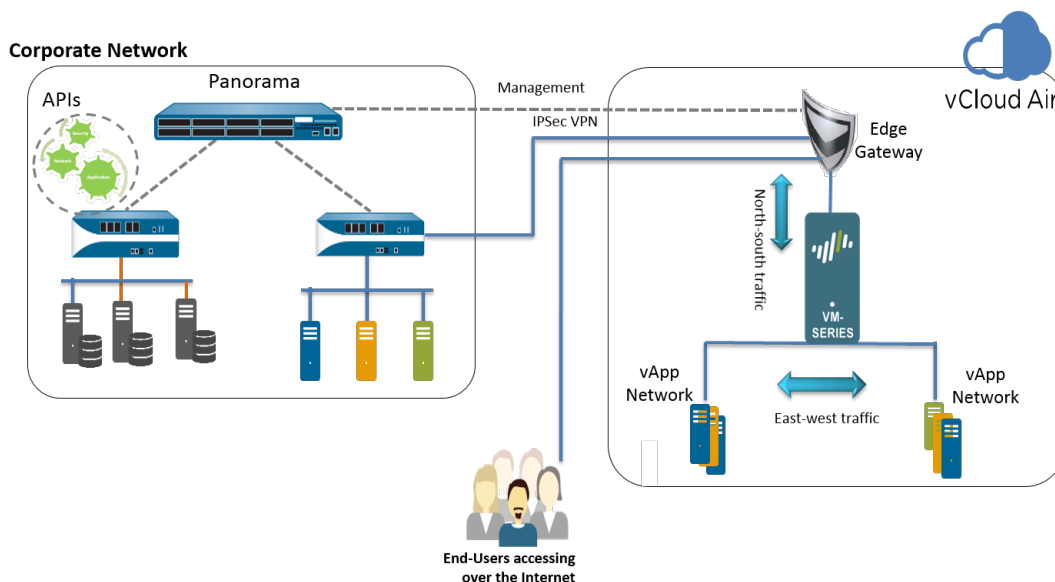 Corporate Network
Panorama
APIs
Security
Network
Application
Management
IPSec VPN
vCloud Air
Edge
Gateway
North-south traffic
VM-
SERIES
vApp
Network
East-west traffic
vApp
Network
End-Users accessing
over the Internet